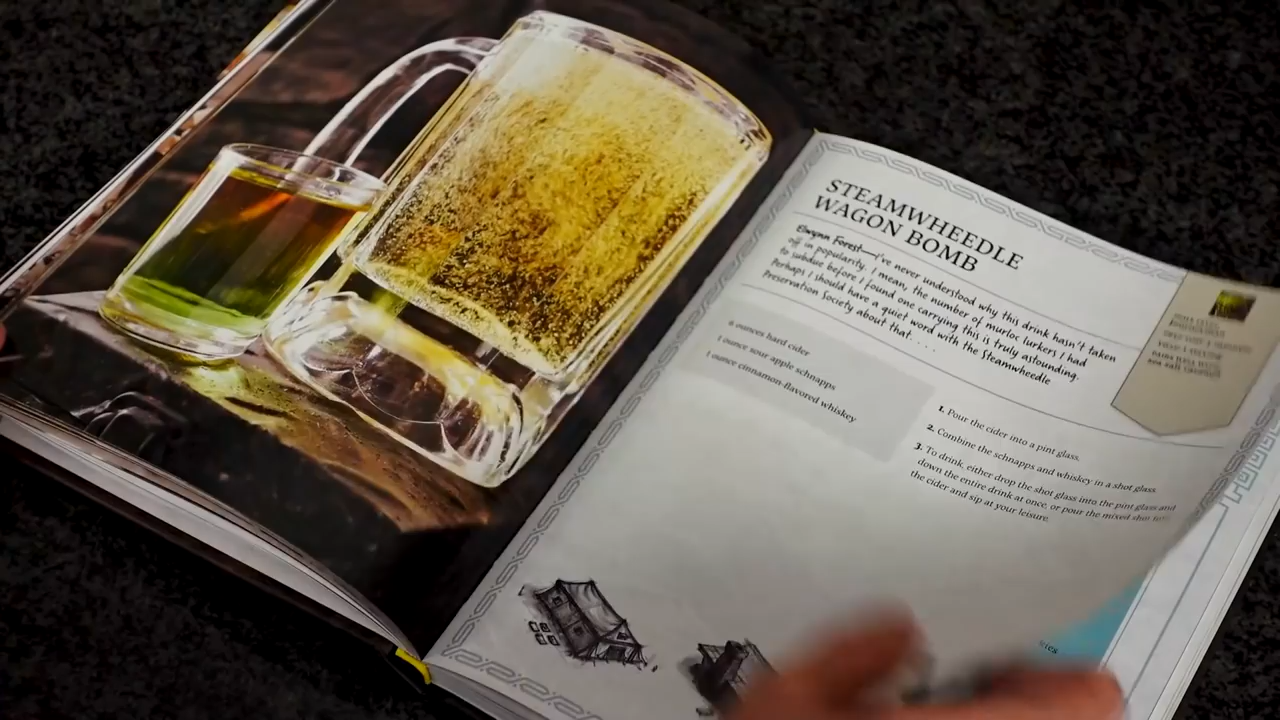 STEAMWHEEDLE
WAGON BOMB
Elwynn Forest—I've never understood why this drink hasn't taken
off in popularity. I mean, the number of murloc lurkers I had
to subdue before I found one carrying this is truly astounding.
Perhaps I should have a quiet word with the Steamwheedle
Preservation Society about that. . . .
ounces hard cider
1 ounce sour apple schnapps
1 ounce cinnamon-flavored whiskey
1. Pour the cider into a pint glass.
2. Combine the schnapps and whiskey in a shot glass.
3. To drink, either drop the shot glass into the pint glass and
down the entire drink at once, or pour the mixed shot into
the cider and sip at your leisure.